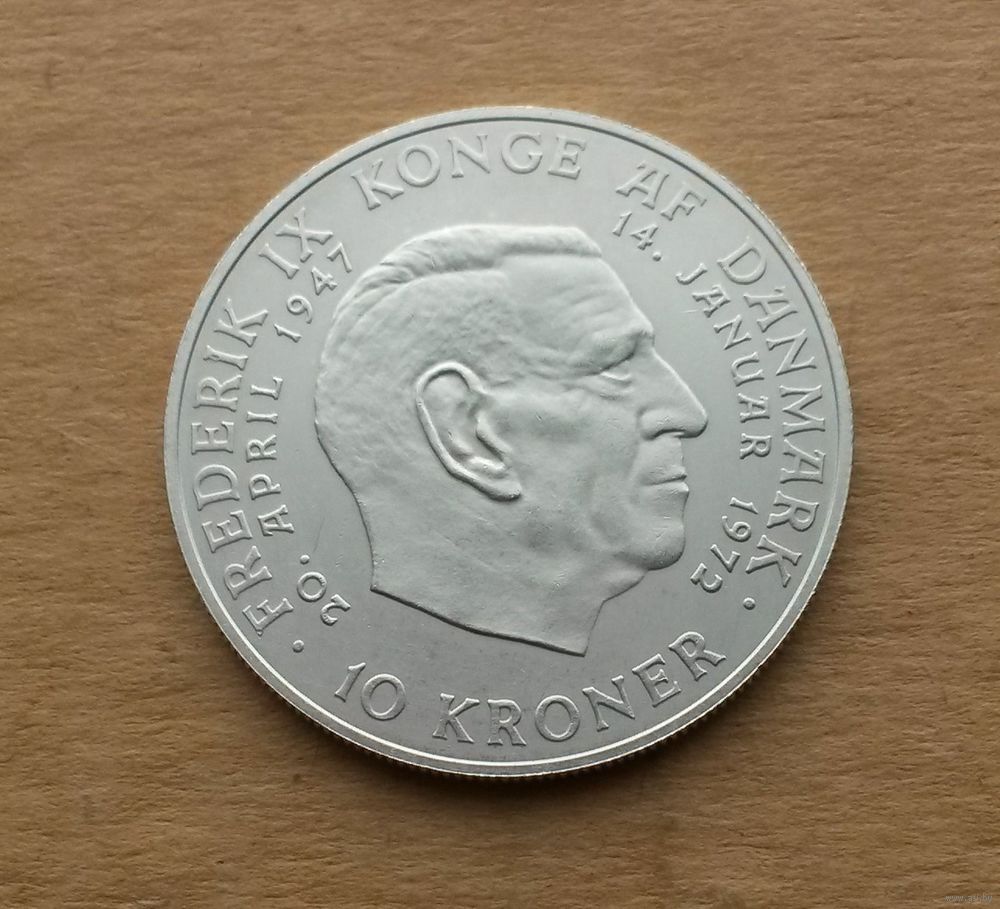 · FREDERIK IX KONGE AF DANMARK ·
20. APRIL 1947
14. JANUAR 1972
10 KRONER